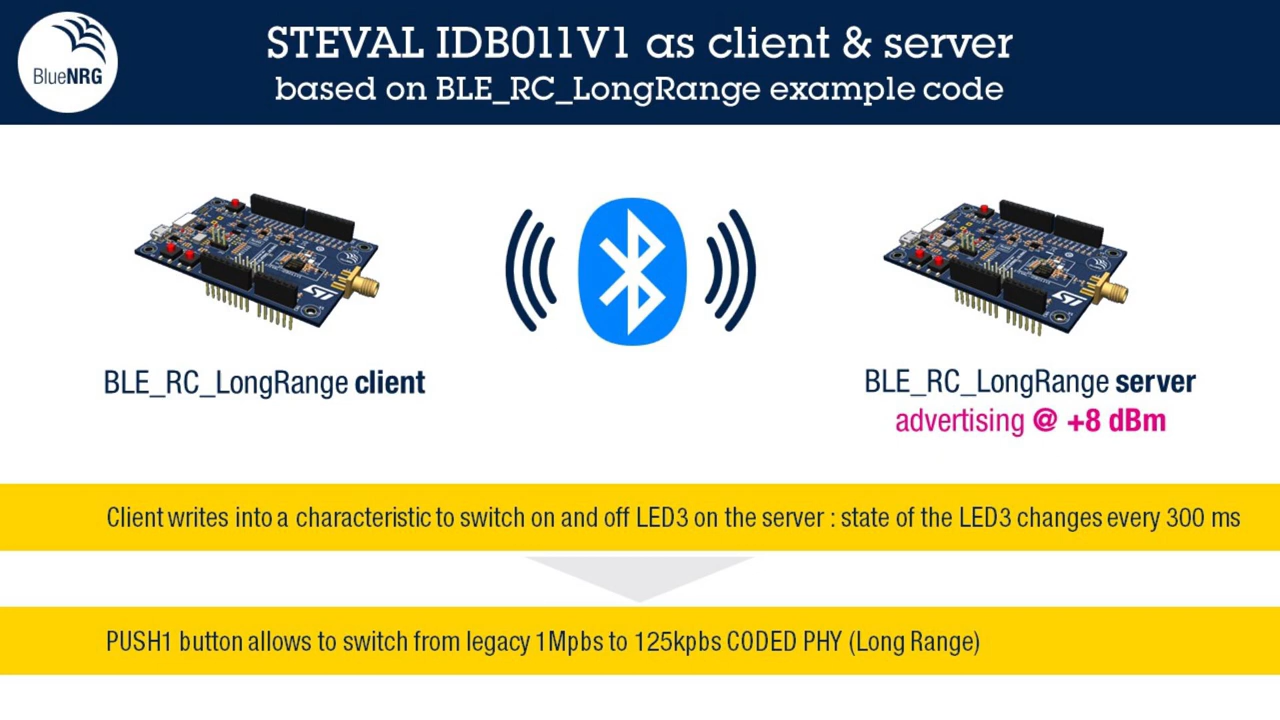 BlueNRG
STEVAL IDB011V1 as client & server
based on BLE_RC_LongRange example code
ST
ST
BLE_RC_LongRange client
BLE_RC_LongRange server
advertising @ +8 dBm
Client writes into a characteristic to switch on and off LED3 on the server : state of the LED3 changes every 300 ms
PUSH1 button allows to switch from legacy 1Mpbs to 125kpbs CODED PHY (Long Range)